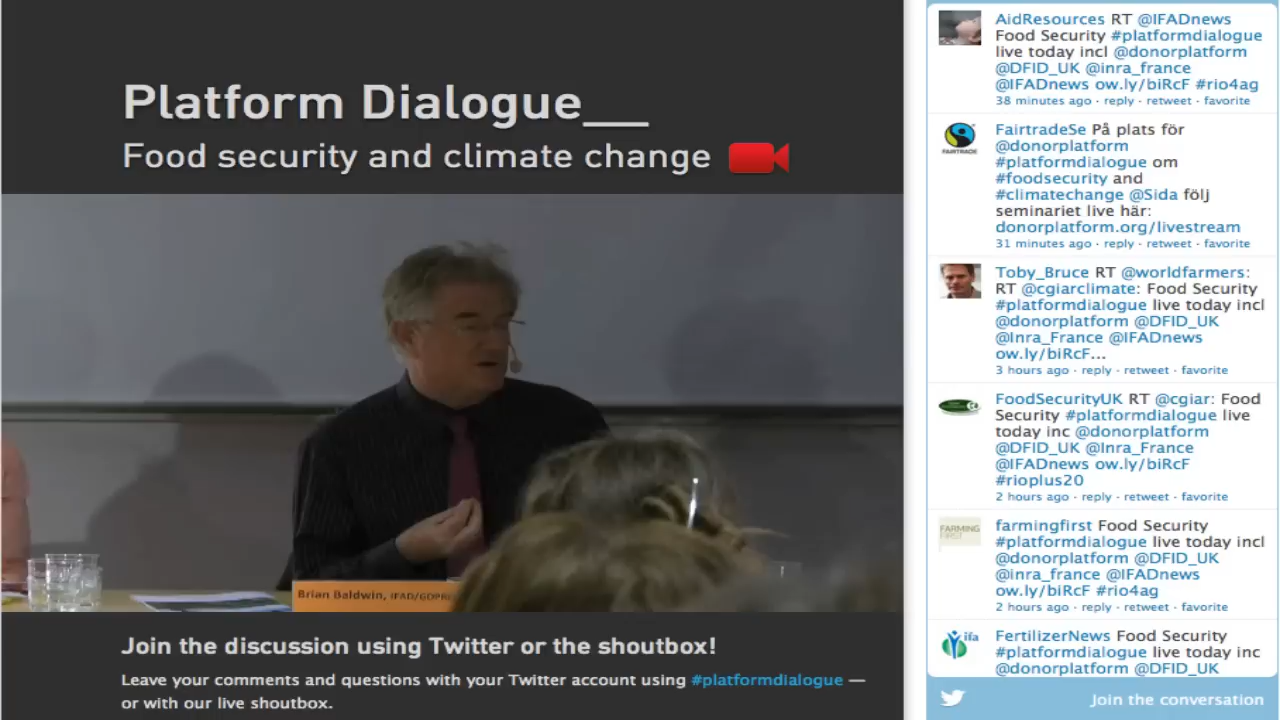 Platform Dialogue__
Food security and climate change
Brian Baldwin, IFAD/GDPRD
Join the discussion using Twitter or the shoutbox!
Leave your comments and questions with your Twitter account using #platformdialogue —
or with our live shoutbox.
AidResources RT @IFADnews
Food Security #platformdialogue
live today incl @donorplatform
@DFID_UK @inra_france
@IFADnews ow.ly/biRcF #rio4ag
38 minutes ago · reply · retweet · favorite
FAIRTRADE
FairtradeSe På plats för
@donorplatform
#platformdialogue om
#foodsecurity and
#climatechange @Sida följ
seminariet live här:
donorplatform.org/livestream
31 minutes ago · reply · retweet · favorite
Toby_Bruce RT @worldfarmers:
RT @cgiarclimate: Food Security
#platformdialogue live today incl
@donorplatform @DFID_UK
@Inra_France @IFADnews
ow.ly/biRcF...
3 hours ago · reply · retweet · favorite
FoodSecurityUK RT @cgiar: Food
Security #platformdialogue live
today inc @donorplatform
@DFID_UK @Inra_France
@IFADnews ow.ly/biRcF
#rioplus20
2 hours ago · reply · retweet · favorite
FARMING
FIRST
farmingfirst Food Security
#platformdialogue live today incl
@donorplatform @DFID_UK
@inra_france @IFADnews
ow.ly/biRcF #rio4ag
2 hours ago · reply · retweet · favorite
ifa
FertilizerNews Food Security
#platformdialogue live today inc
@donorplatform @DFID_UK
Join the conversation